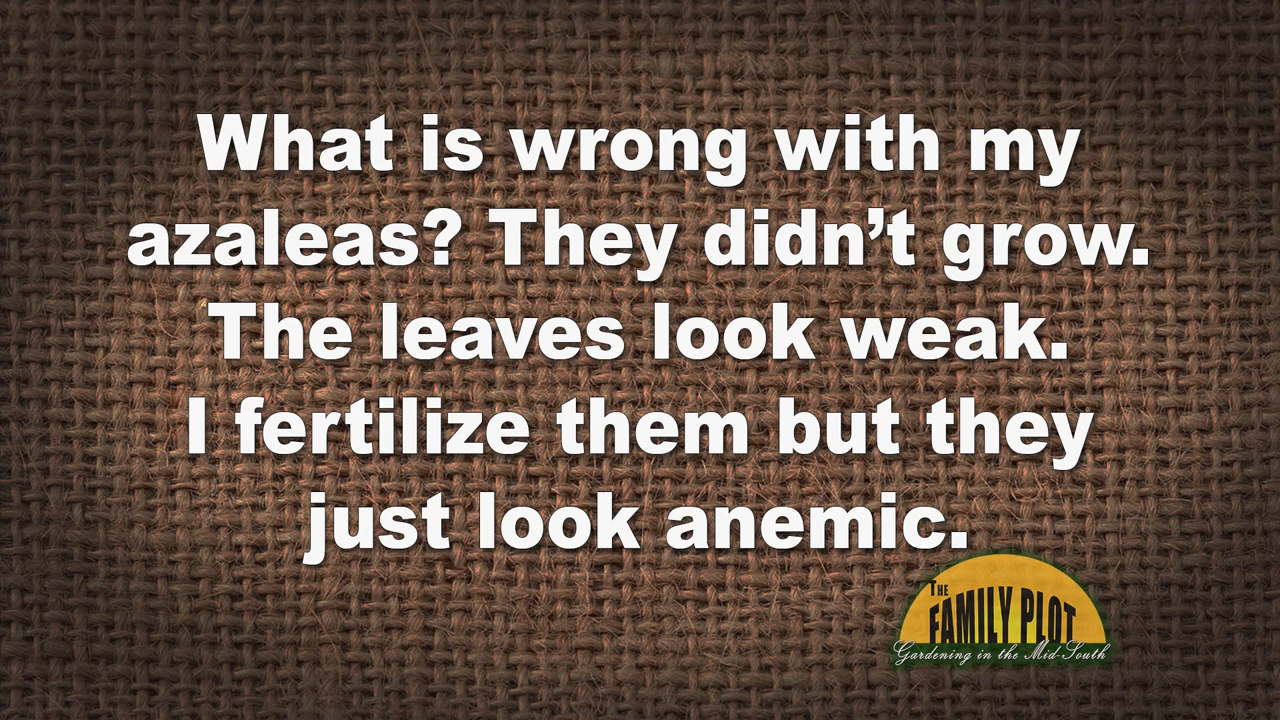 What is wrong with my
azaleas? They didn’t grow.
The leaves look weak.
I fertilize them but they
just look anemic.
THE
FAMILY PLOT
Gardening in the Mid-South